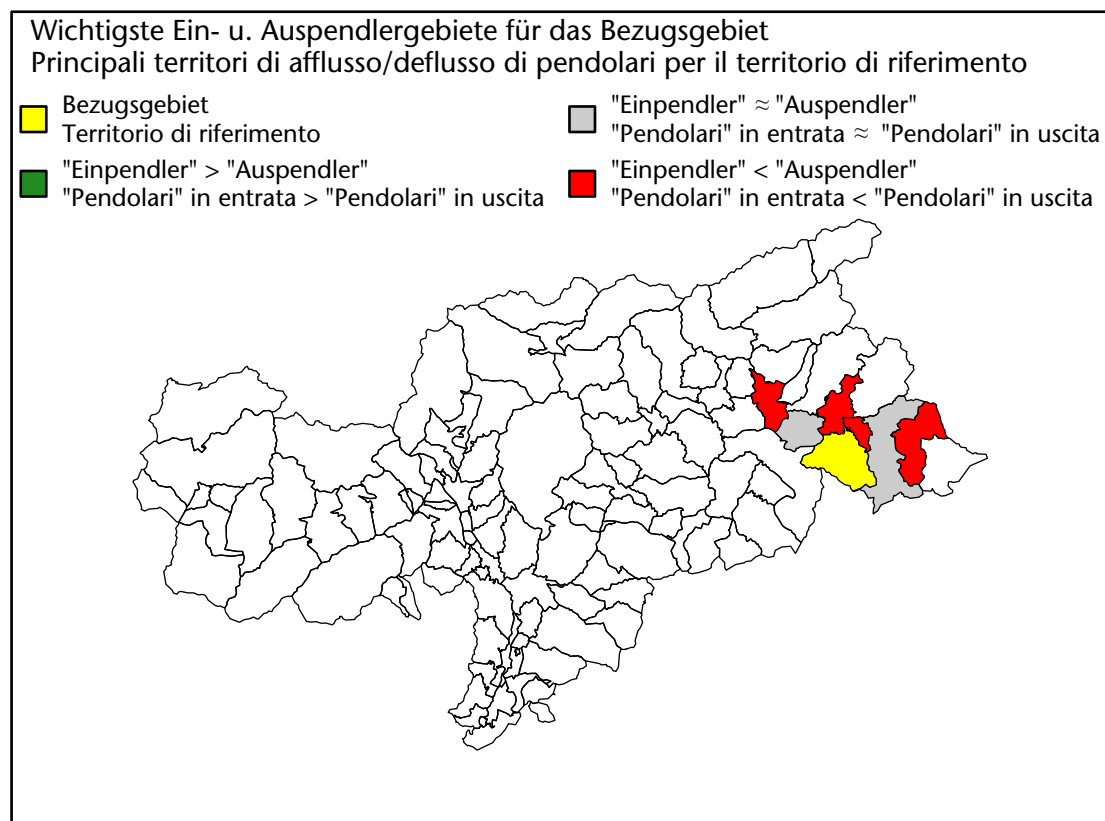 Wichtigste Ein- u. Auspendlergebiete für das Bezugsgebiet
Principali territori di afflusso/deflusso di pendolari per il territorio di riferimento
Bezugsgebiet
Territorio di riferimento
"Einpendler" > "Auspendler"
"Pendolari" in entrata > "Pendolari" in uscita
"Einpendler" ≈ "Auspendler"
"Pendolari" in entrata ≈ "Pendolari" in uscita
"Einpendler" < "Auspendler"
"Pendolari" in entrata < "Pendolari" in uscita